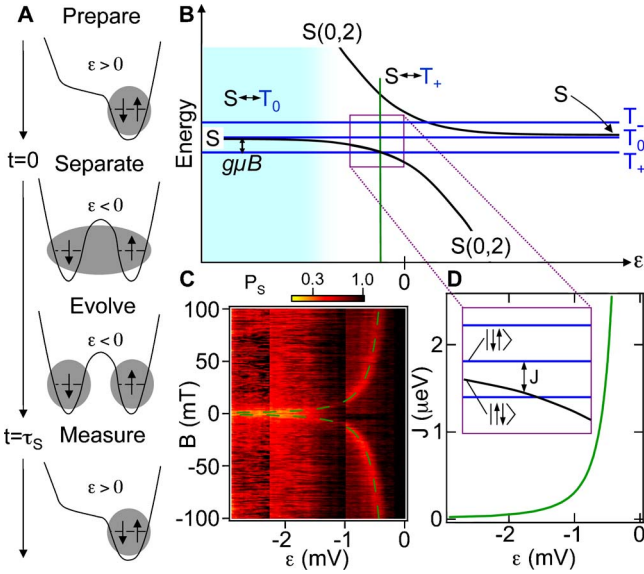 A
Prepare
ε > 0
t=0
Separate
ε < 0
Evolve
ε < 0
t=τS
Measure
ε > 0
B
Energy
S(0,2)
S↔T+
S↔T0
S
S
T-
T0
T+
gμB
S(0,2)
0
ε
C
PS
0.3
1.0
100
50
0
-50
-100
B (mT)
-2
-1
0
ε (mV)
D
J (μeV)
2
1
0
|↓↑⟩
J
|↑↓⟩
-2
-1
0
ε (mV)